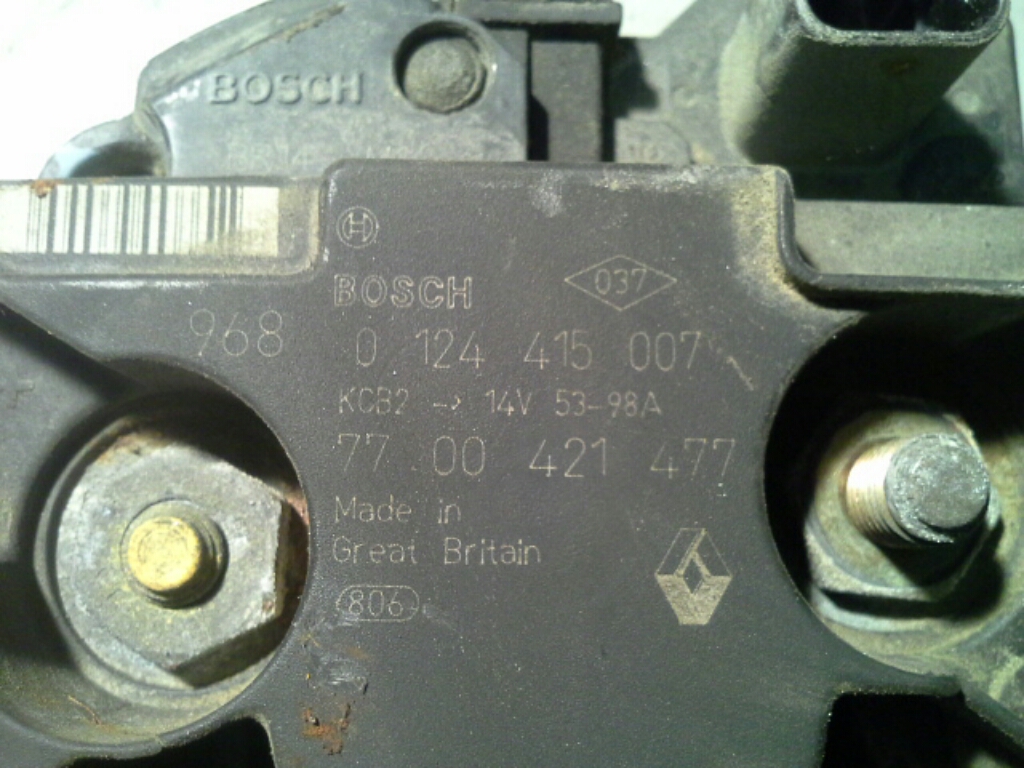 BOSCH
BOSCH
037
968 0 124 415 007
KCB2 -> 14V 53-98A
77 00 421 477
Made in
Great Britain
806